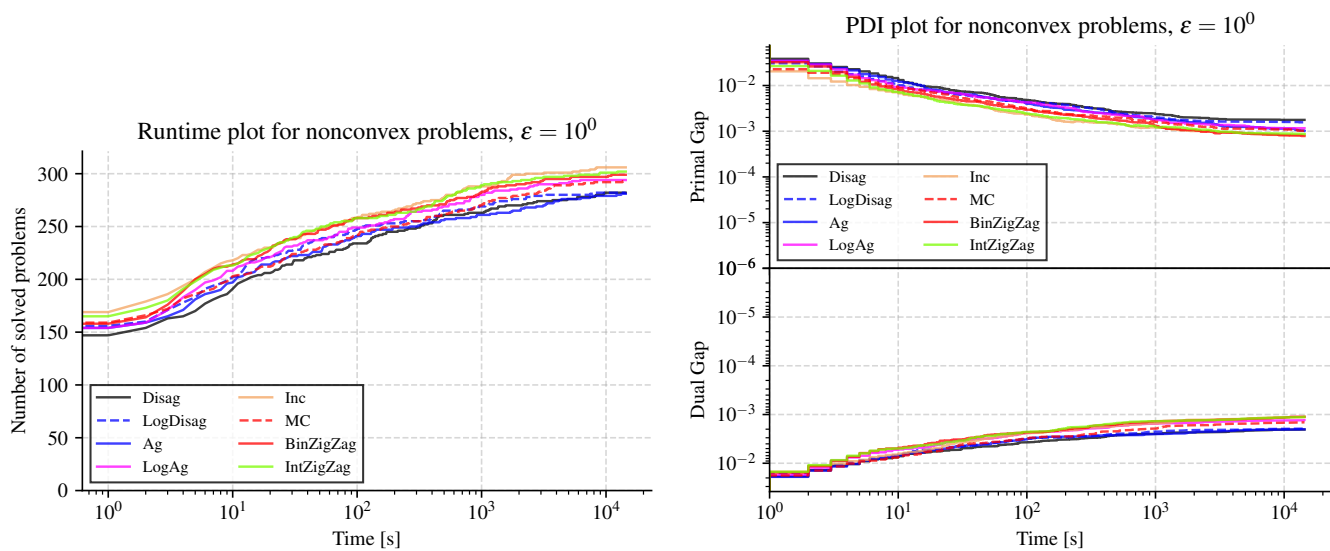 Runtime plot for nonconvex problems, ε = 10⁰
Number of solved problems
300
250
200
150
100
50
0
Disag
LogDisag
Ag
LogAg
Inc
MC
BinZigZag
IntZigZag
10⁰ 10¹ 10² 10³ 10⁴
Time [s]
PDI plot for nonconvex problems, ε = 10⁰
Primal Gap
10⁻²
10⁻³
10⁻⁴
10⁻⁵
10⁻⁶
Disag
LogDisag
Ag
LogAg
Inc
MC
BinZigZag
IntZigZag
Dual Gap
10⁻⁵
10⁻⁴
10⁻³
10⁻²
10⁰ 10¹ 10² 10³ 10⁴
Time [s]